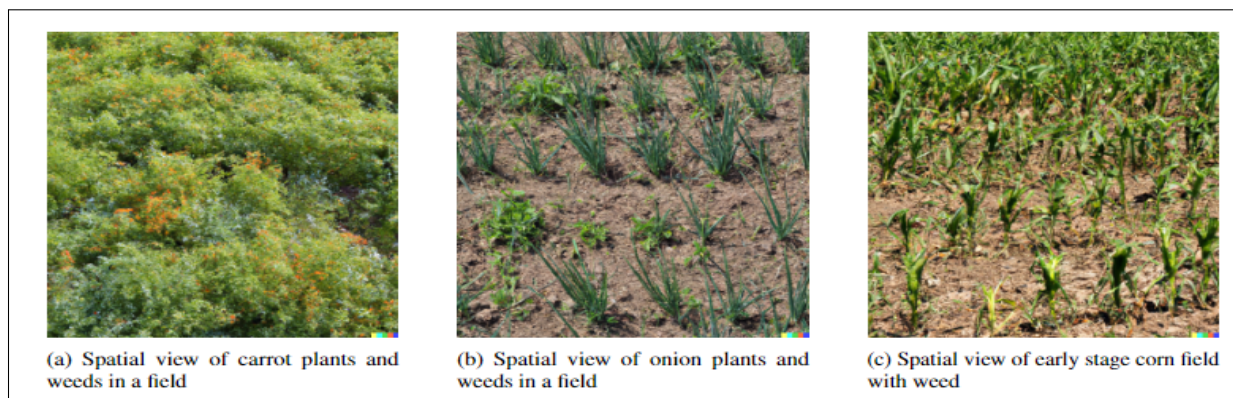 (a) Spatial view of carrot plants and
weeds in a field
(b) Spatial view of onion plants and
weeds in a field
(c) Spatial view of early stage corn field
with weed